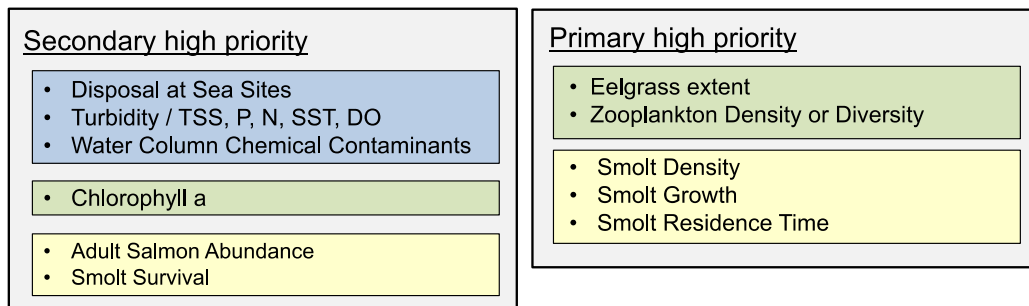 Secondary high priority
• Disposal at Sea Sites
• Turbidity / TSS, P, N, SST, DO
• Water Column Chemical Contaminants
• Chlorophyll a
• Adult Salmon Abundance
• Smolt Survival
Primary high priority
• Eelgrass extent
• Zooplankton Density or Diversity
• Smolt Density
• Smolt Growth
• Smolt Residence Time